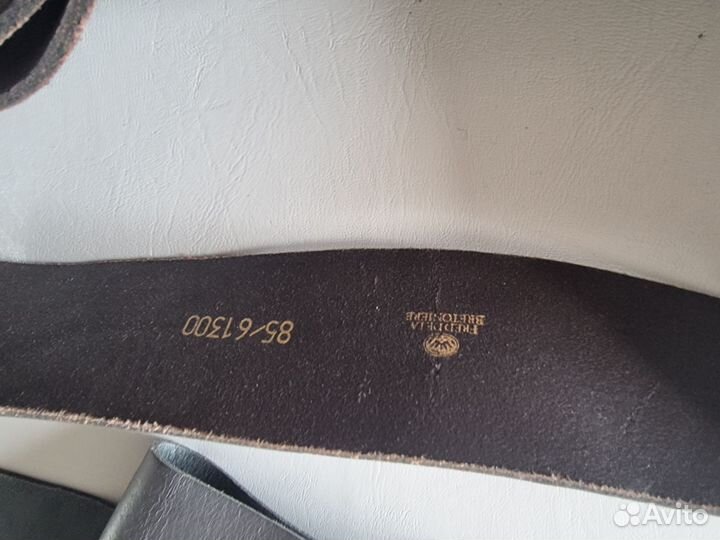 FRED DE LA
BRETONIERE
85/61300
Avito